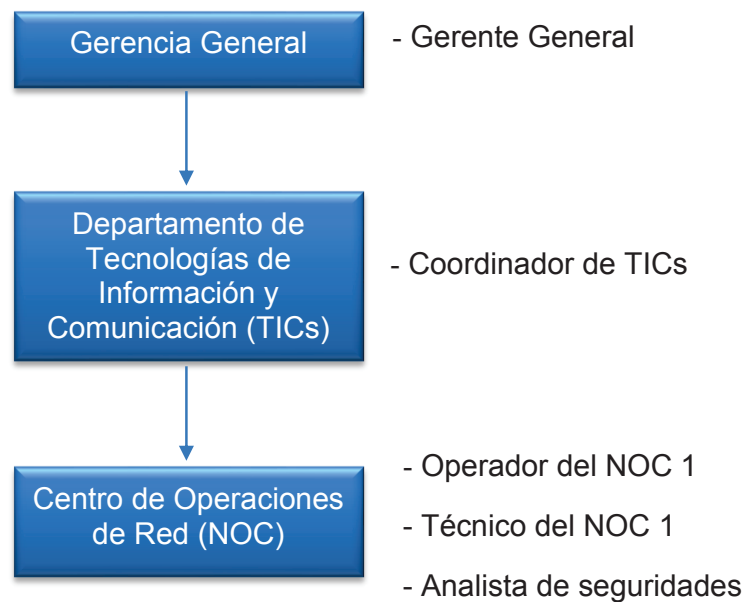 Gerencia General
- Gerente General
Departamento de
Tecnologías de
Información y
Comunicación (TICs)
- Coordinador de TICs
Centro de Operaciones
de Red (NOC)
- Operador del NOC 1
- Técnico del NOC 1
- Analista de seguridades